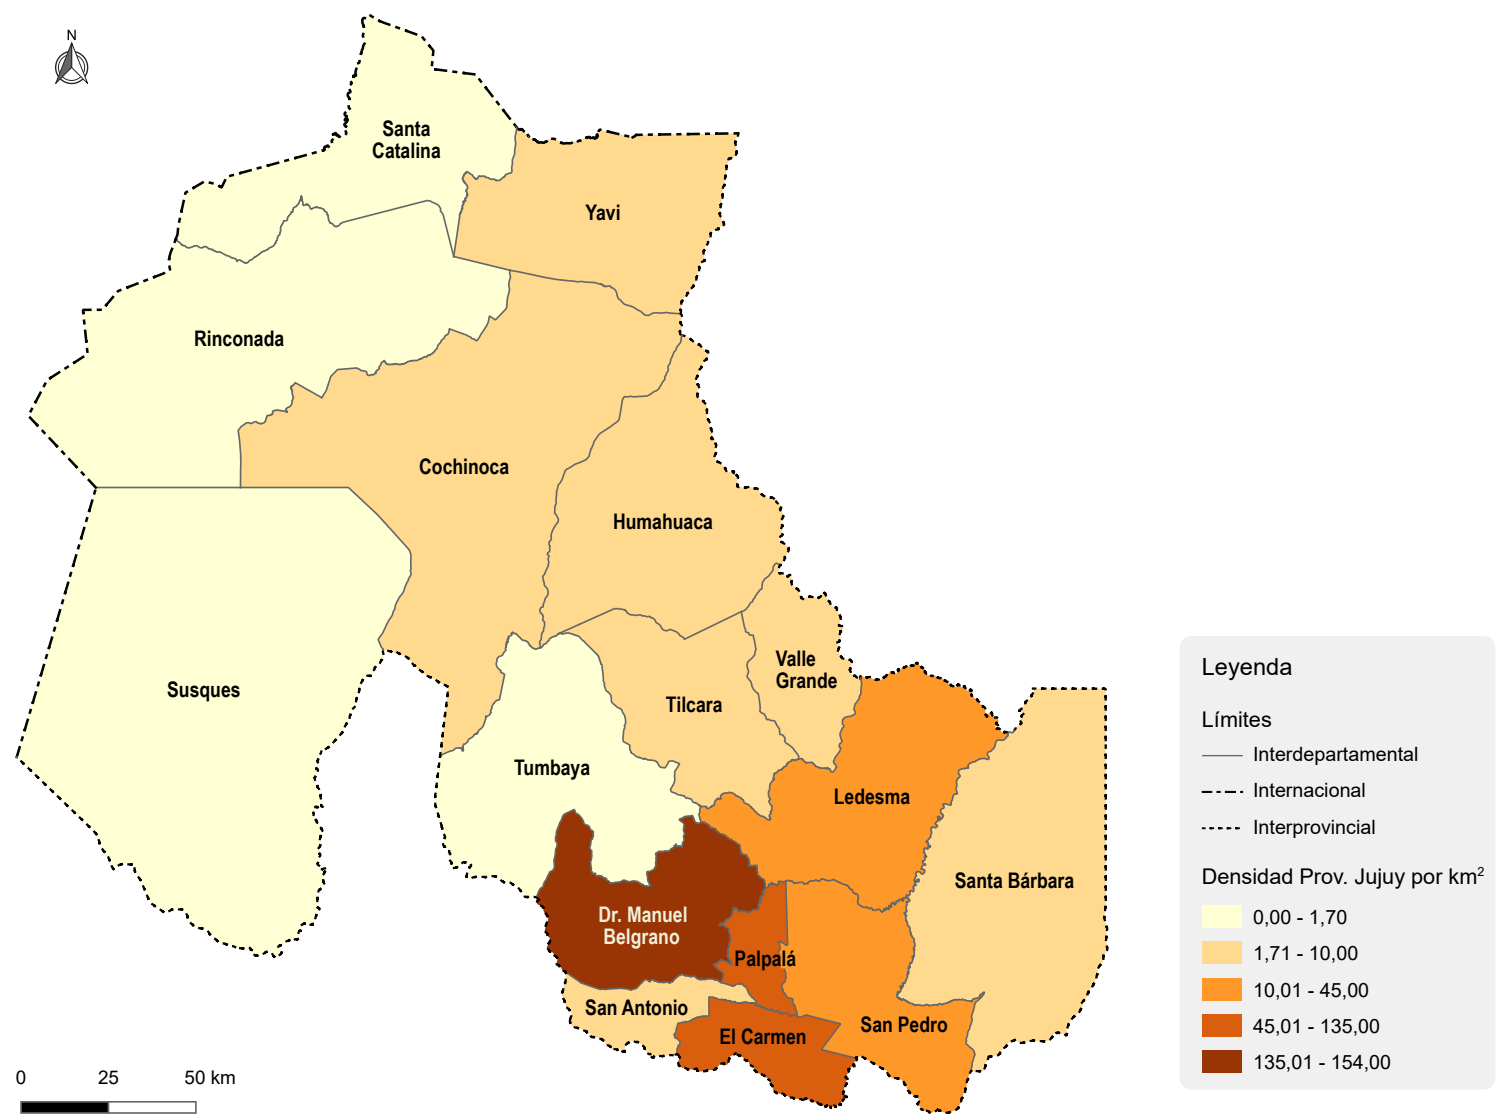 N
Santa
Catalina
Yavi
Rinconada
Cochinoca
Humahuaca
Susques
Valle
Grande
Tilcara
Tumbaya
Ledesma
Santa Bárbara
Dr. Manuel
Belgrano
Palpalá
San Antonio
San Pedro
El Carmen
0 25 50 km
Leyenda
Límites
Interdepartamental
Internacional
Interprovincial
Densidad Prov. Jujuy por km²
0,00 - 1,70
1,71 - 10,00
10,01 - 45,00
45,01 - 135,00
135,01 - 154,00